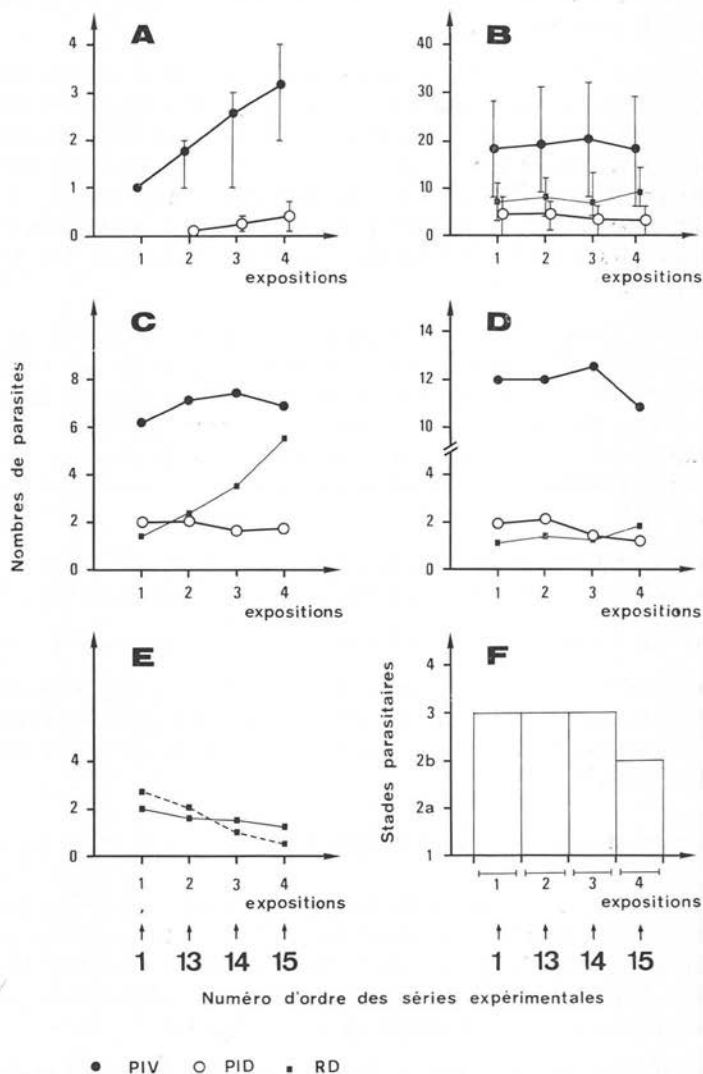 A
4
3
2
1
0
1 2 3 4
expositions
B
40
30
20
10
0
1 2 3 4
expositions
Nombres de parasites
C
8
6
4
2
0
1 2 3 4
expositions
D
14
12
10
4
2
0
1 2 3 4
expositions
E
4
2
0
1 2 3 4
expositions
F
Stades parasitaires
4
3
2b
2a
1
1 2 3 4
expositions
1 13 14 15
1 13 14 15
Numéro d'ordre des séries expérimentales
PIV PID RD